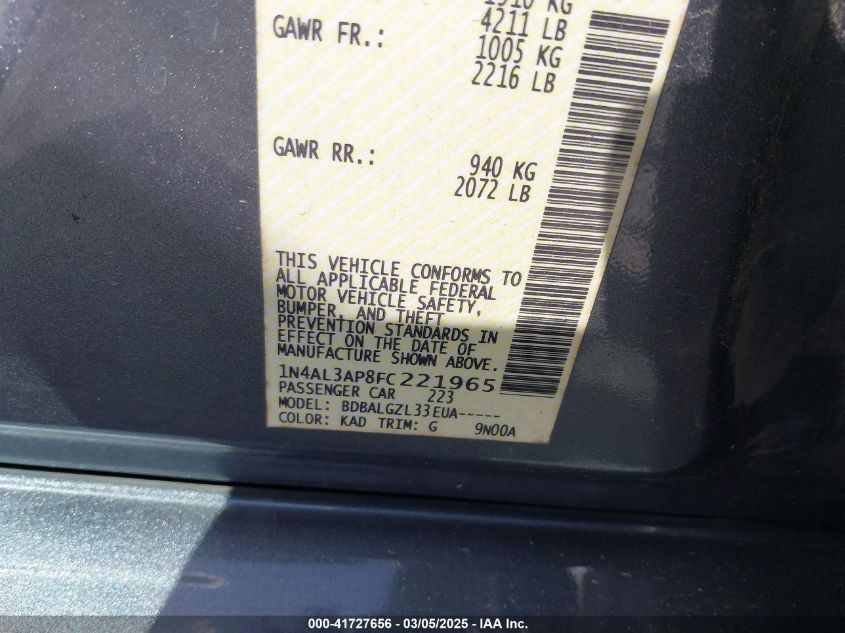 4211 LB
GAWR FR.: 1005 KG
2216 LB
GAWR RR.: 940 KG
2072 LB
THIS VEHICLE CONFORMS TO
ALL APPLICABLE FEDERAL
MOTOR VEHICLE SAFETY,
BUMPER, AND THEFT
PREVENTION STANDARDS IN
EFFECT ON THE DATE OF
MANUFACTURE SHOWN ABOVE.
1N4AL3AP8FC221965
PASSENGER CAR 223
MODEL: BDBALGZL33EUA-----
COLOR: KAD TRIM: G 9N00A
000-41727656 — 03/05/2025 — IAA Inc.